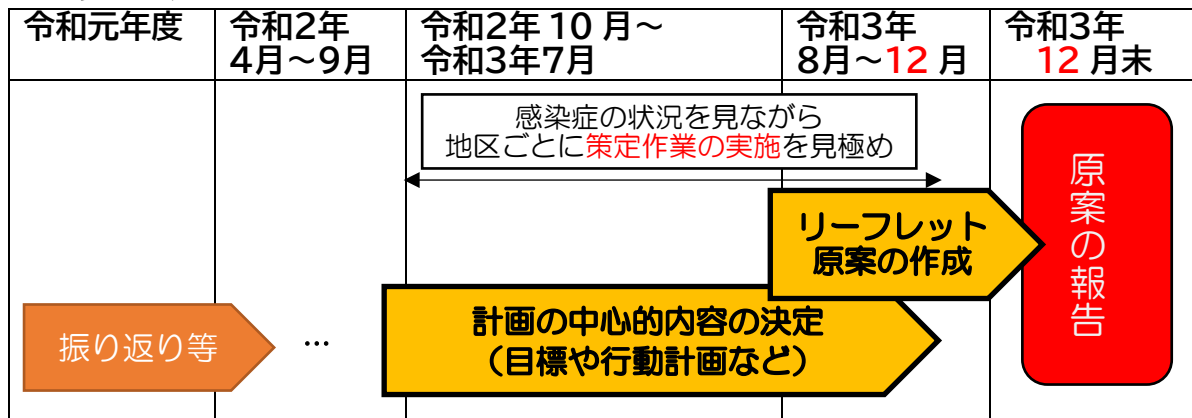 令和元年度
令和2年
4月～9月
令和2年 10 月～
令和3年7月
令和3年
8月～12 月
令和3年
12 月末
感染症の状況を見ながら
地区ごとに策定作業の実施を見極め
リーフレット
原案の作成
原案の報告
振り返り等
…
計画の中心的内容の決定
（目標や行動計画など）